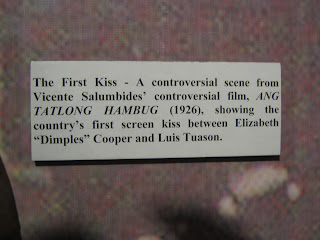 The First Kiss - A controversial scene from
Vicente Salumbides' controversial film, ANG
TATLONG HAMBUG (1926), showing the
country's first screen kiss between Elizabeth
"Dimples" Cooper and Luis Tuason.